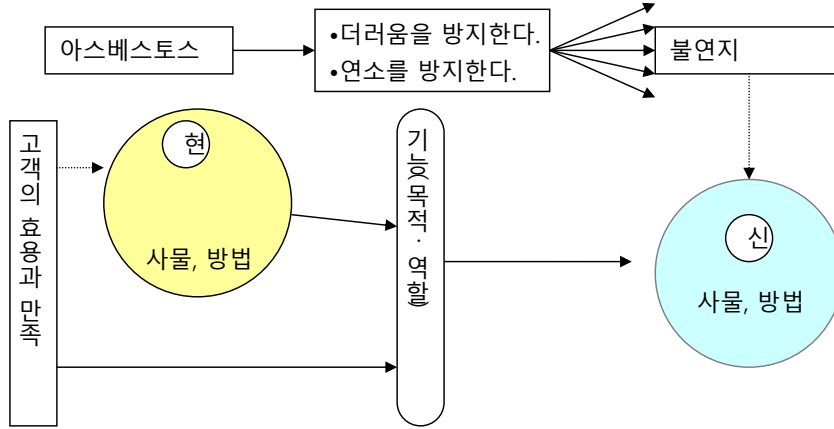 아스베스토스
•더러움을 방지한다.
•연소를 방지한다.
불연지
고객의 효용과 만족
현
사물, 방법
기능(목적·역할)
신
사물, 방법